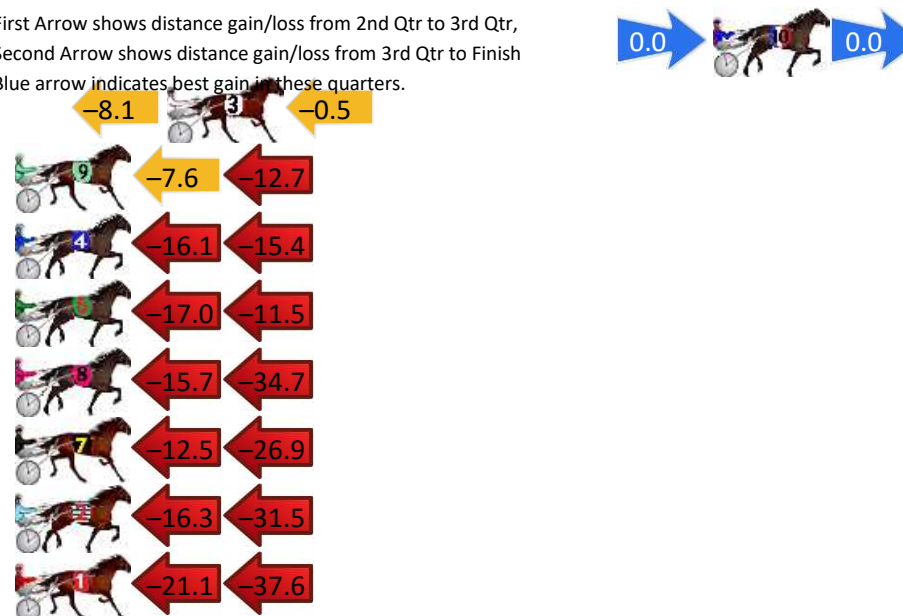 First Arrow shows distance gain/loss from 2nd Qtr to 3rd Qtr,
Second Arrow shows distance gain/loss from 3rd Qtr to Finish
Blue arrow indicates best gain in these quarters.
0.0 10 0.0
–8.1 3 –0.5
9 –7.6 –12.7
4 –16.1 –15.4
5 –17.0 –11.5
8 –15.7 –34.7
7 –12.5 –26.9
2 –16.3 –31.5
1 –21.1 –37.6